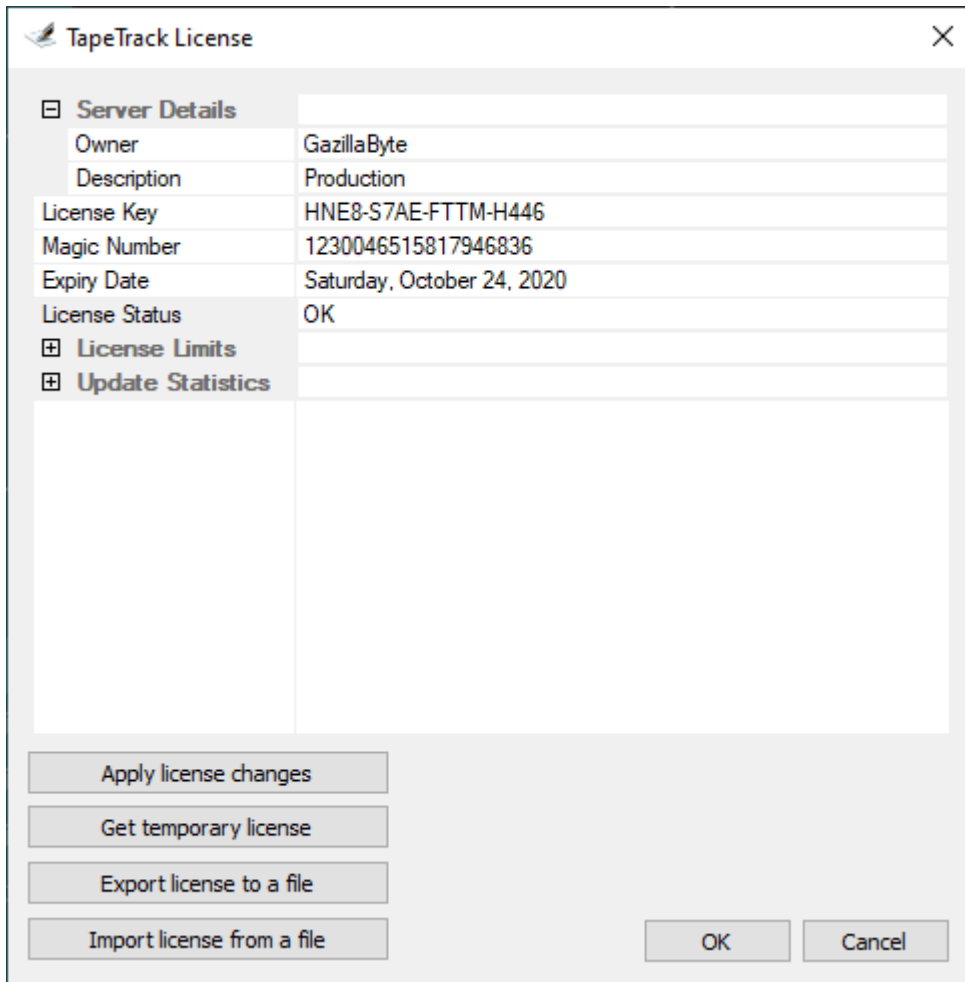 TapeTrack License
Server Details
Owner GazillaByte
Description Production
License Key HNE8-S7AE-FTTM-H446
Magic Number 1230046515817946836
Expiry Date Saturday, October 24, 2020
License Status OK
License Limits
Update Statistics
Apply license changes
Get temporary license
Export license to a file
Import license from a file
OK Cancel